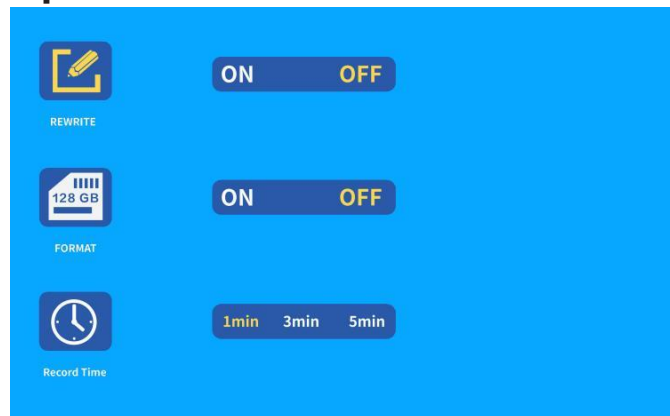 ON OFF
REWRITE
128 GB
ON OFF
FORMAT
1min 3min 5min
Record Time